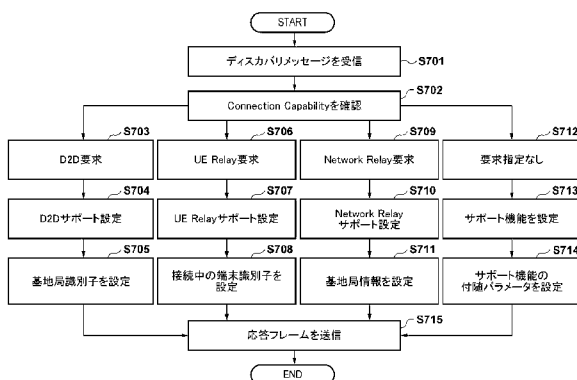 START
ディスカバリメッセージを受信
S701
S702
Connection Capabilityを確認
S703
S706
S709
S712
D2D要求
UE Relay要求
Network Relay要求
要求指定なし
S704
S707
S710
S713
D2Dサポート設定
UE Relayサポート設定
Network Relay
サポート設定
サポート機能を設定
S705
S708
S711
S714
基地局識別子を設定
接続中の端末識別子を
設定
基地局情報を設定
サポート機能の
付随パラメータを設定
S715
応答フレームを送信
END